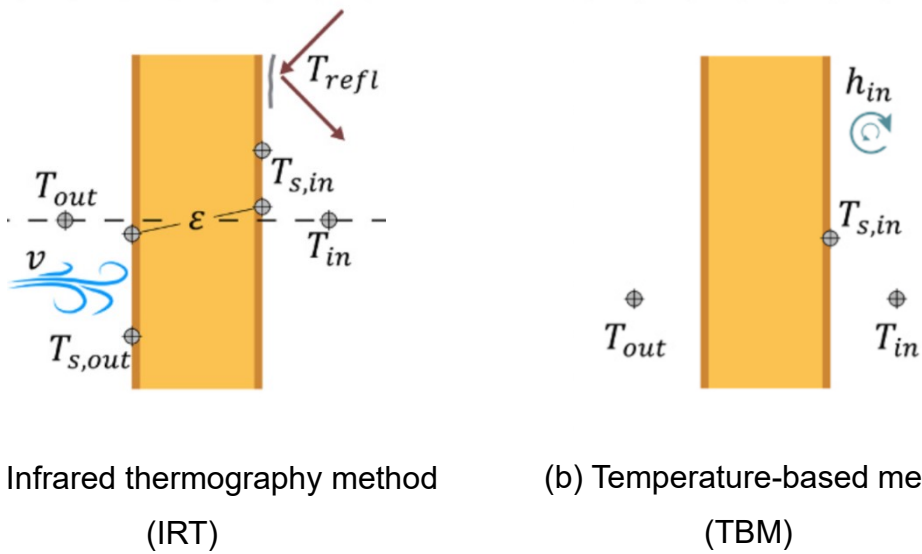 T_refl
h_in
T_s,in
T_out
ε
T_in
v
T_s,out
T_s,in
T_out
T_in
Infrared thermography method
(IRT)
(b) Temperature-based me
(TBM)